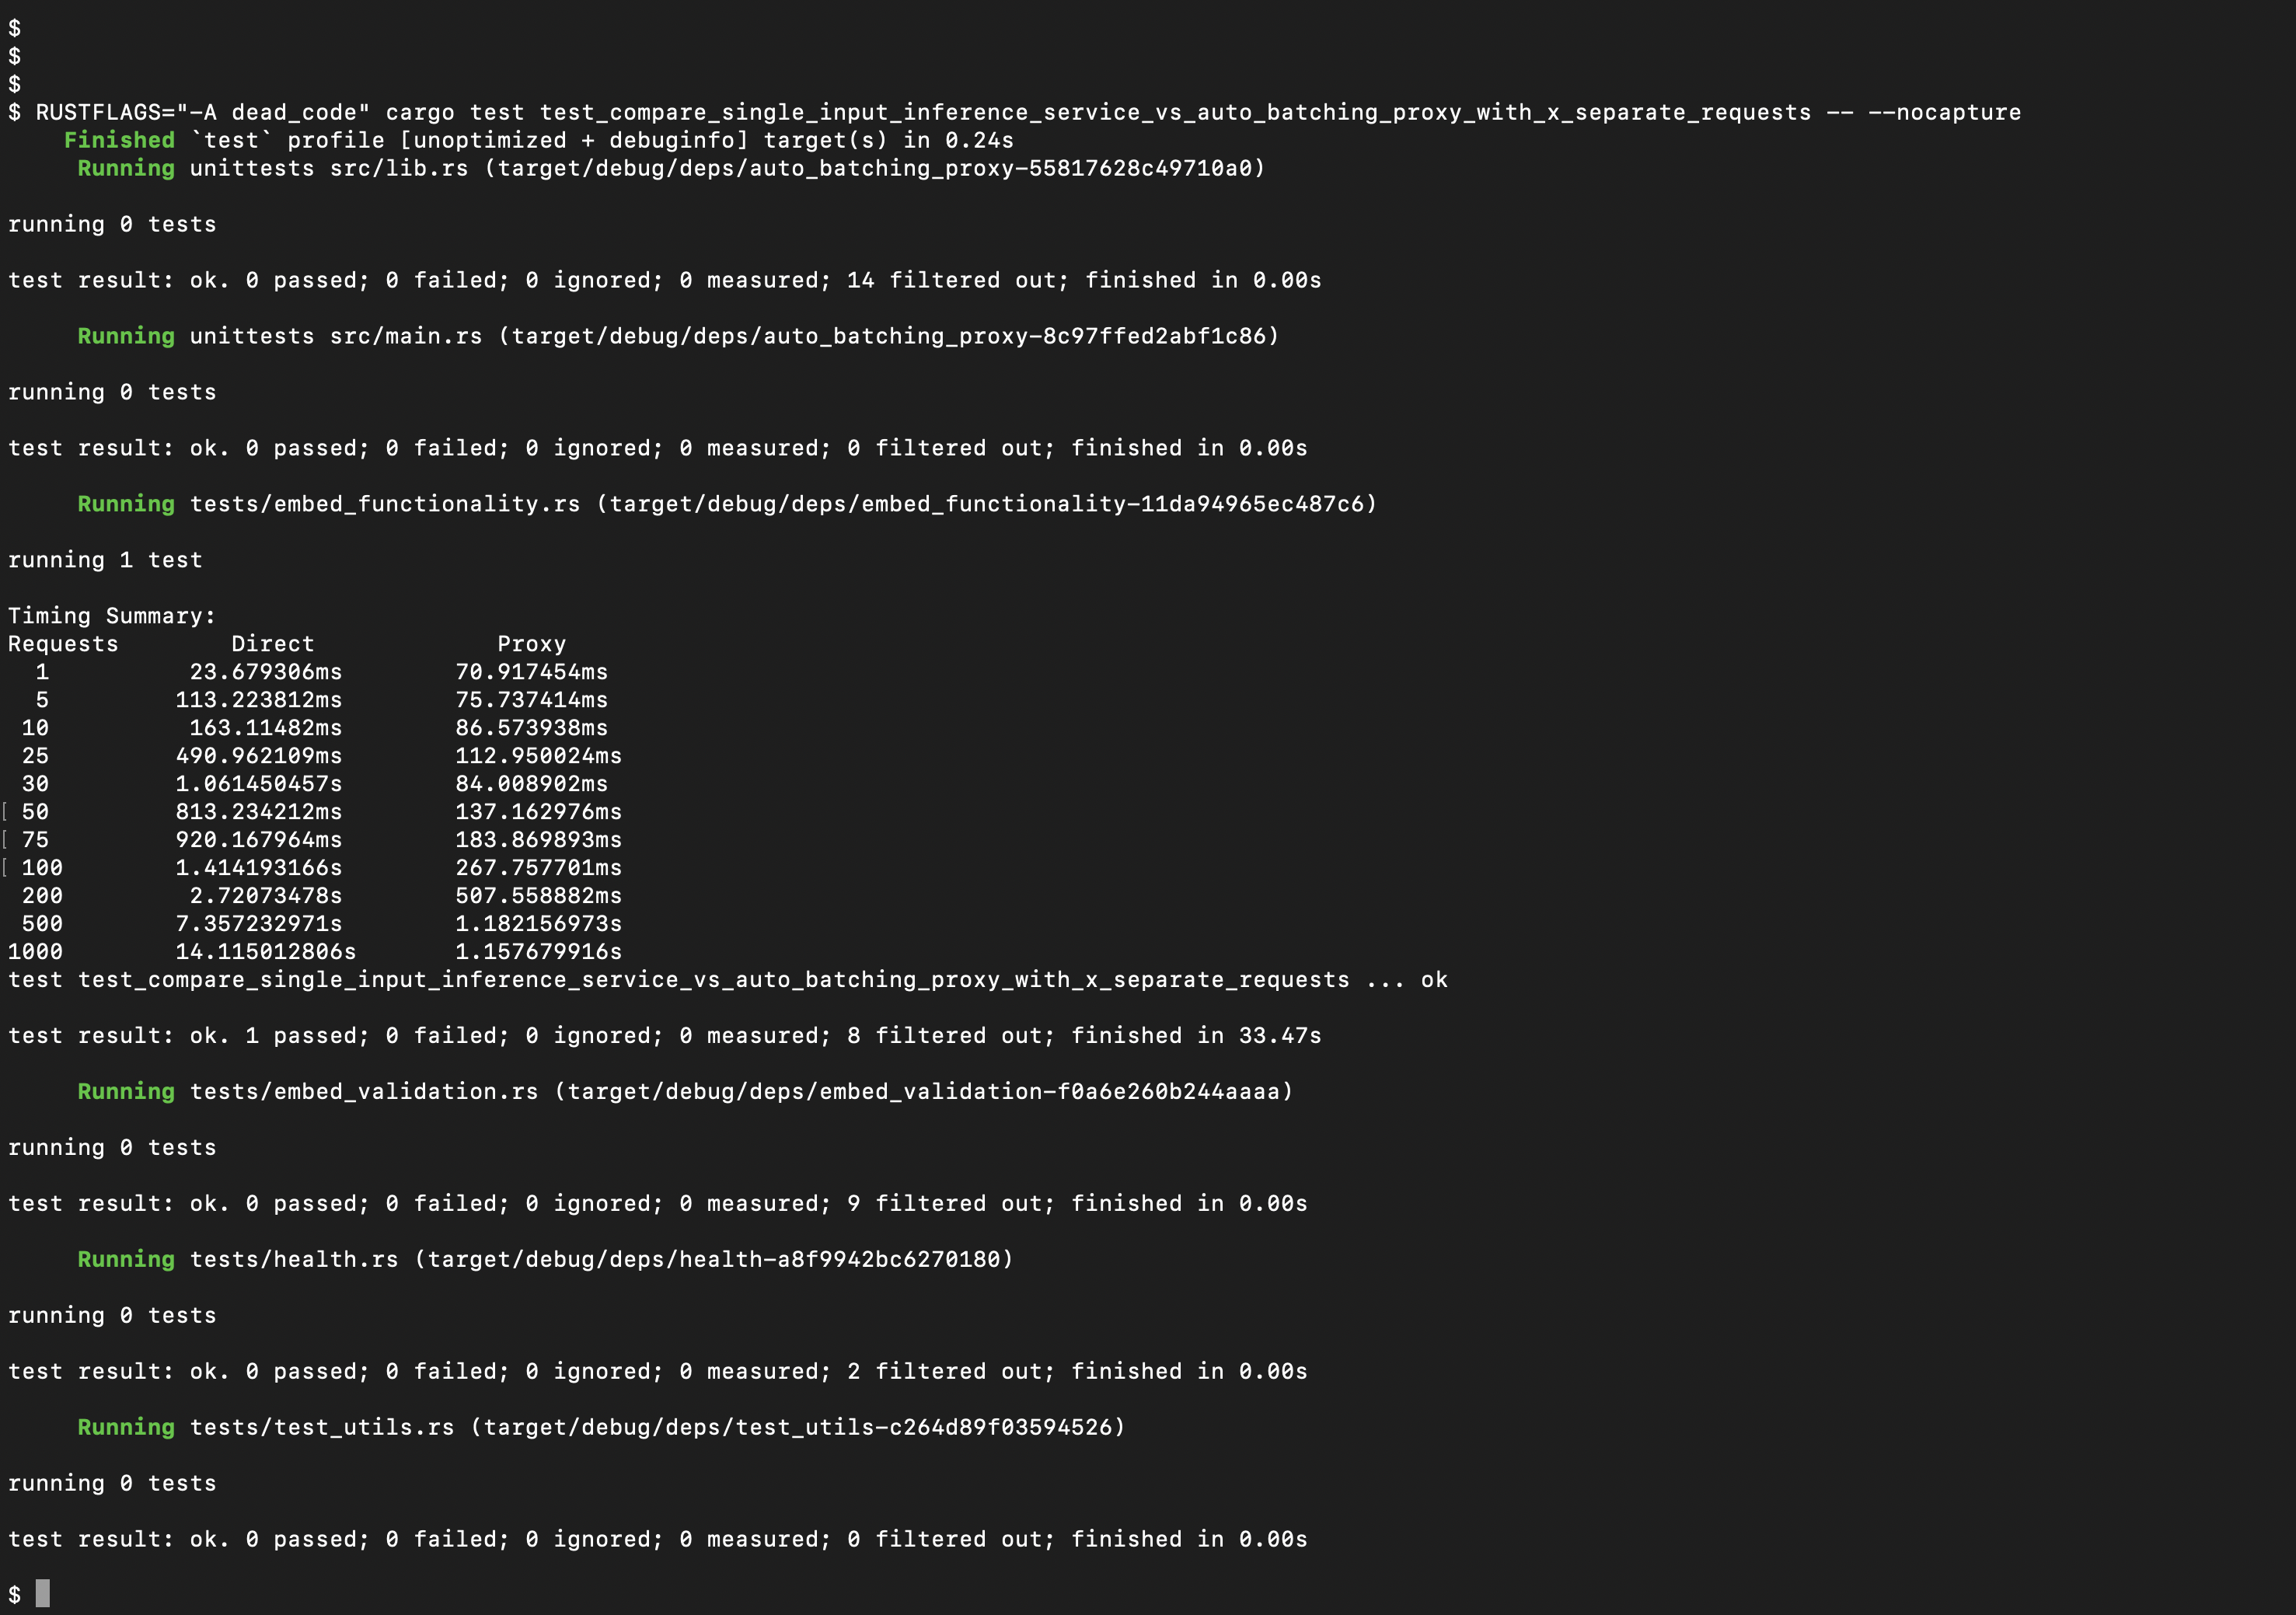 $
$
$
$ RUSTFLAGS="-A dead_code" cargo test test_compare_single_input_inference_service_vs_auto_batching_proxy_with_x_separate_requests -- --nocapture
    Finished `test` profile [unoptimized + debuginfo] target(s) in 0.24s
     Running unittests src/lib.rs (target/debug/deps/auto_batching_proxy-55817628c49710a0)
running 0 tests
test result: ok. 0 passed; 0 failed; 0 ignored; 0 measured; 14 filtered out; finished in 0.00s
     Running unittests src/main.rs (target/debug/deps/auto_batching_proxy-8c97ffed2abf1c86)
running 0 tests
test result: ok. 0 passed; 0 failed; 0 ignored; 0 measured; 0 filtered out; finished in 0.00s
     Running tests/embed_functionality.rs (target/debug/deps/embed_functionality-11da94965ec487c6)
running 1 test
Timing Summary:
Requests        Direct             Proxy
  1          23.679306ms        70.917454ms
  5         113.223812ms        75.737414ms
 10          163.11482ms        86.573938ms
 25         490.962109ms        112.950024ms
 30         1.061450457s        84.008902ms
[ 50         813.234212ms        137.162976ms
[ 75         920.167964ms        183.869893ms
[ 100        1.414193166s        267.757701ms
 200         2.72073478s        507.558882ms
 500        7.357232971s        1.182156973s
1000        14.115012806s       1.157679916s
test test_compare_single_input_inference_service_vs_auto_batching_proxy_with_x_separate_requests ... ok
test result: ok. 1 passed; 0 failed; 0 ignored; 0 measured; 8 filtered out; finished in 33.47s
     Running tests/embed_validation.rs (target/debug/deps/embed_validation-f0a6e260b244aaaa)
running 0 tests
test result: ok. 0 passed; 0 failed; 0 ignored; 0 measured; 9 filtered out; finished in 0.00s
     Running tests/health.rs (target/debug/deps/health-a8f9942bc6270180)
running 0 tests
test result: ok. 0 passed; 0 failed; 0 ignored; 0 measured; 2 filtered out; finished in 0.00s
     Running tests/test_utils.rs (target/debug/deps/test_utils-c264d89f03594526)
running 0 tests
test result: ok. 0 passed; 0 failed; 0 ignored; 0 measured; 0 filtered out; finished in 0.00s
$